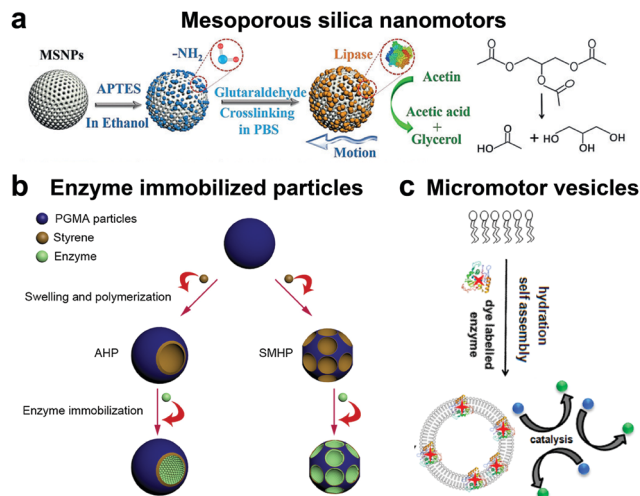 a Mesoporous silica nanomotors
MSNPs
APTES
In Ethanol
-NH2
Glutaraldehyde
Crosslinking
in PBS
Lipase
Motion
Acetin
Acetic acid
+
Glycerol
O
O
O
O
O
O
HO
O
+
HO
OH
OH
b Enzyme immobilized particles
PGMA particles
Styrene
Enzyme
Swelling and polymerization
AHP
SMHP
Enzyme immobilization
c Micromotor vesicles
dye labelled
enzyme
hydration
self assembly
catalysis